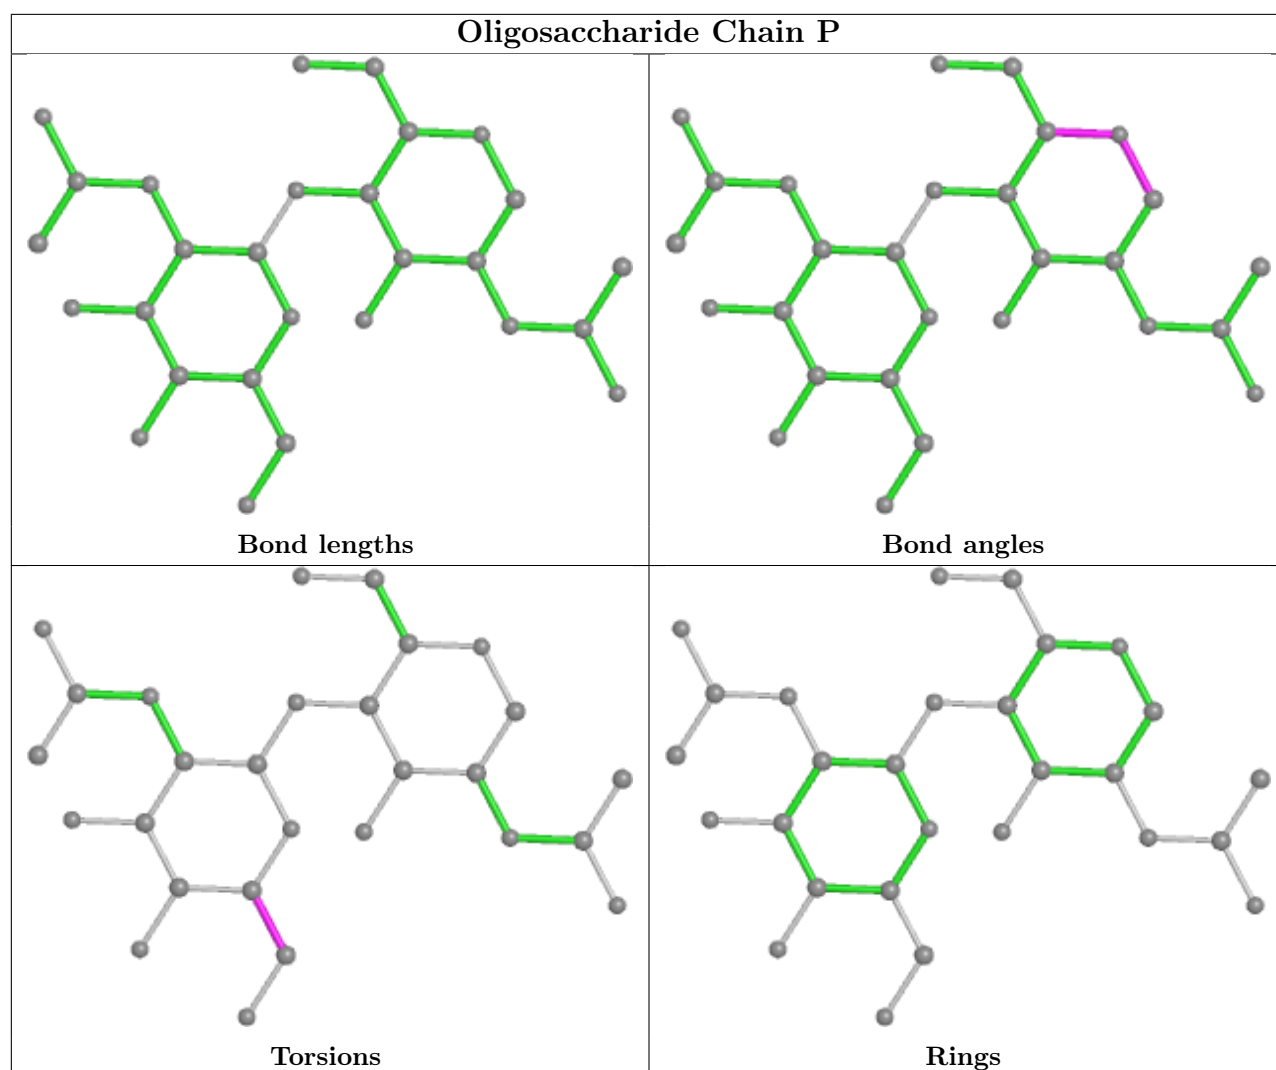 Oligosaccharide Chain P
Bond lengths
Bond angles
Torsions
Rings